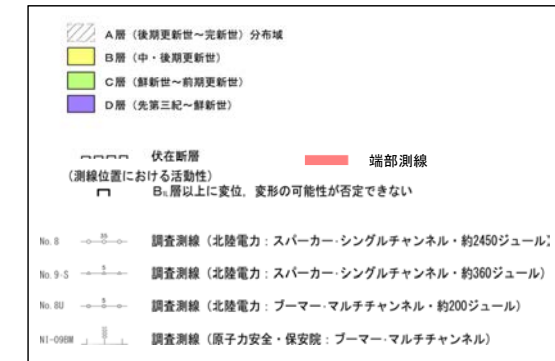 A層（後期更新世～完新世）分布域
B層（中・後期更新世）
C層（鮮新世～前期更新世）
D層（先第三紀～鮮新世）
伏在断層 端部測線
（測線位置における活動性）
B1L層以上に変位，変形の可能性が否定できない
No.8 35 調査測線（北陸電力：スパーカー・シングルチャンネル・約2450ジュール）
No.9-S 5 調査測線（北陸電力：スパーカー・シングルチャンネル・約360ジュール）
No.8U 5 調査測線（北陸電力：ブーマー・マルチチャンネル・約200ジュール）
N1-09BM 調査測線（原子力安全・保安院：ブーマー・マルチチャンネル）